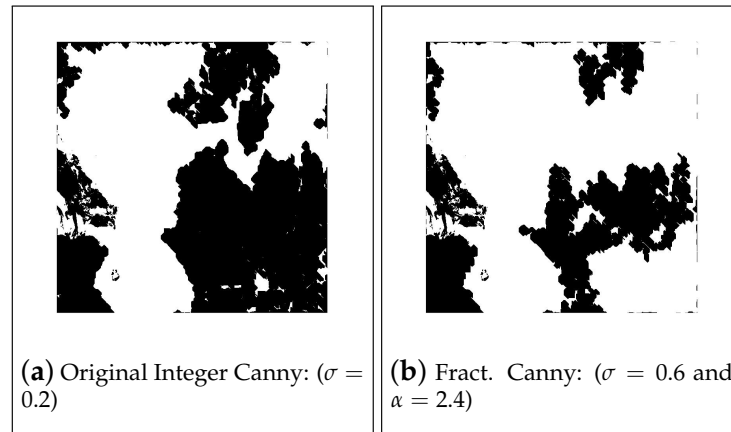 (a) Original Integer Canny: (σ =
0.2)
(b) Fract. Canny: (σ = 0.6 and
α = 2.4)